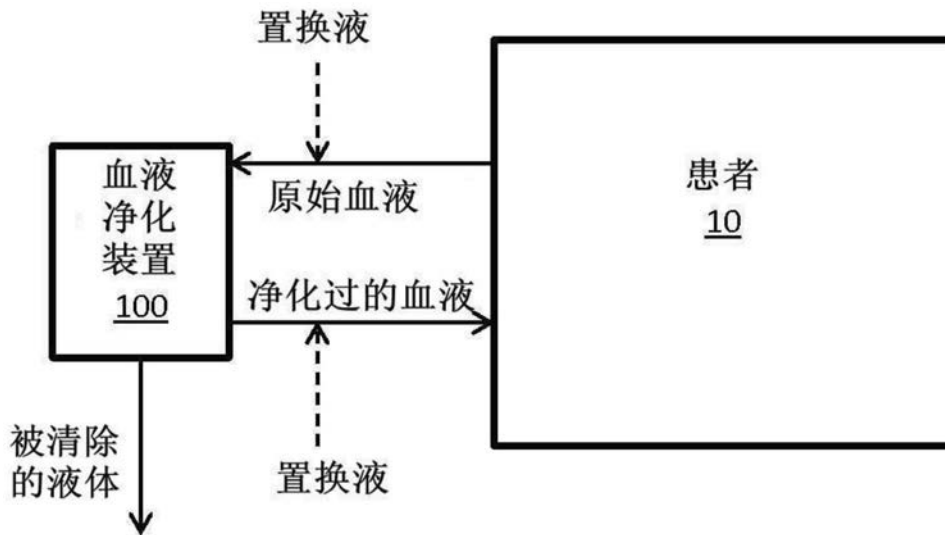 置换液
血液
净化
装置
100
原始血液
患者
10
净化过的血液
被清除
的液体
置换液